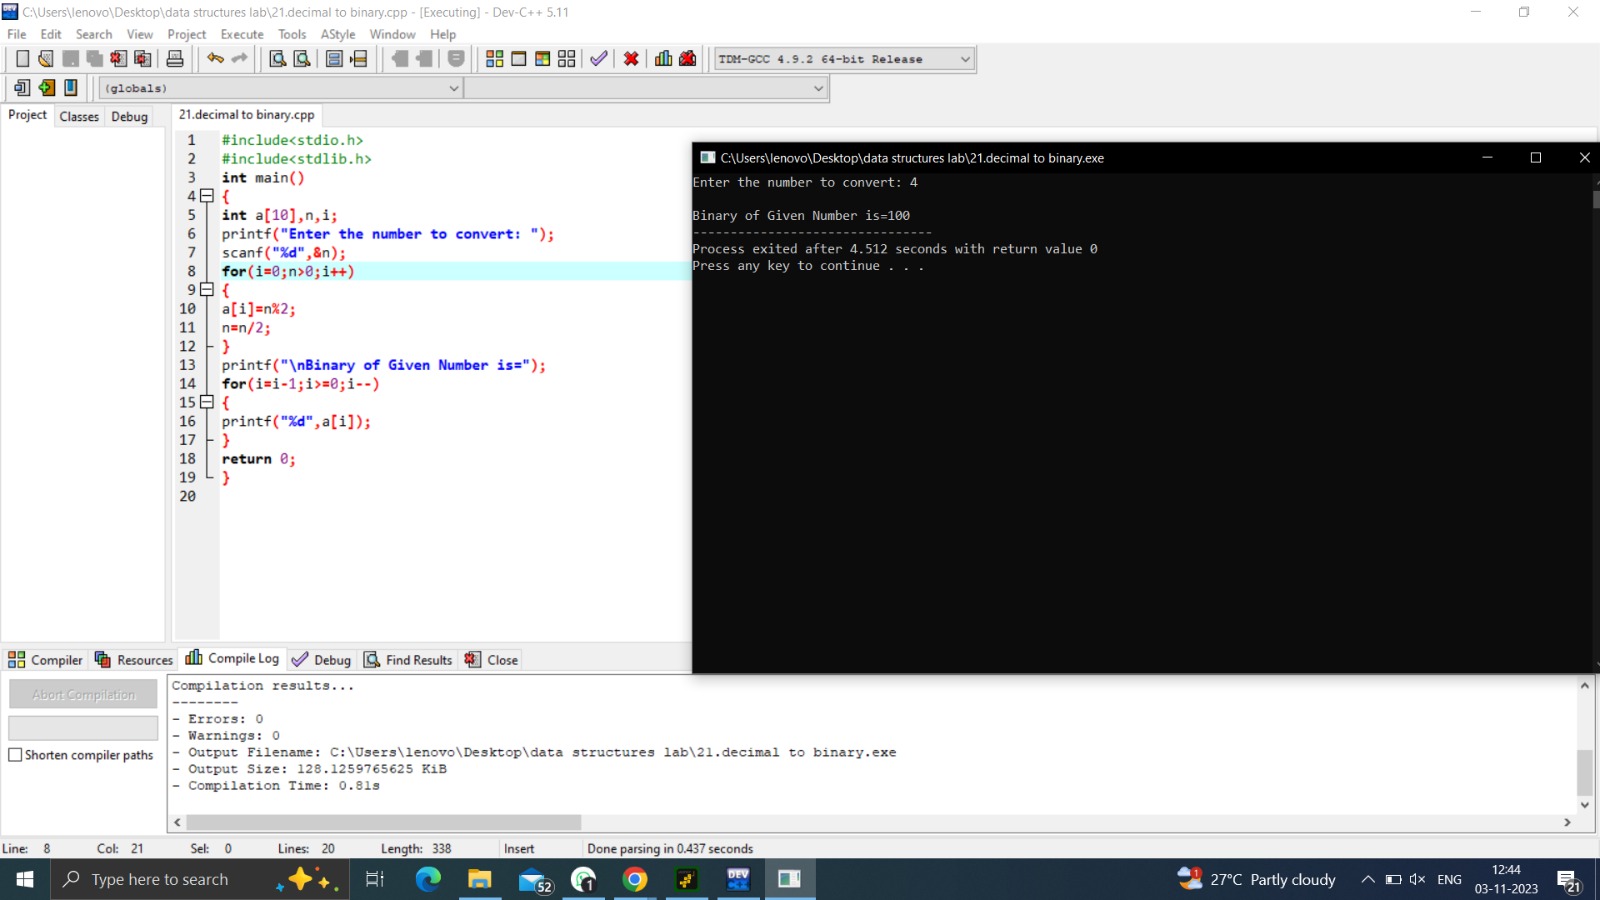 C:\Users\lenovo\Desktop\data structures lab\21.decimal to binary.cpp - [Executing] - Dev-C++ 5.11
File Edit Search View Project Execute Tools AStyle Window Help
TDM-GCC 4.9.2 64-bit Release
(globals)
Project Classes Debug
21.decimal to binary.cpp
1 #include<stdio.h>
2 #include<stdlib.h>
3 int main()
4 {
5 int a[10],n,i;
6 printf("Enter the number to convert: ");
7 scanf("%d",&n);
8 for(i=0;n>0;i++)
9 {
10 a[i]=n%2;
11 n=n/2;
12 }
13 printf("\nBinary of Given Number is=");
14 for(i=i-1;i>=0;i--)
15 {
16 printf("%d",a[i]);
17 }
18 return 0;
19 }
20
C:\Users\lenovo\Desktop\data structures lab\21.decimal to binary.exe
Enter the number to convert: 4
Binary of Given Number is=100
--------------------------------
Process exited after 4.512 seconds with return value 0
Press any key to continue . . .
Compiler Resources Compile Log Debug Find Results Close
Abort Compilation
Shorten compiler paths
Compilation results...
--------
- Errors: 0
- Warnings: 0
- Output Filename: C:\Users\lenovo\Desktop\data structures lab\21.decimal to binary.exe
- Output Size: 128.1259765625 KiB
- Compilation Time: 0.81s
Line: 8 Col: 21 Sel: 0 Lines: 20 Length: 338 Insert Done parsing in 0.437 seconds
Type here to search
52
1
DEV
1
27°C Partly cloudy
ENG
12:44
03-11-2023
21